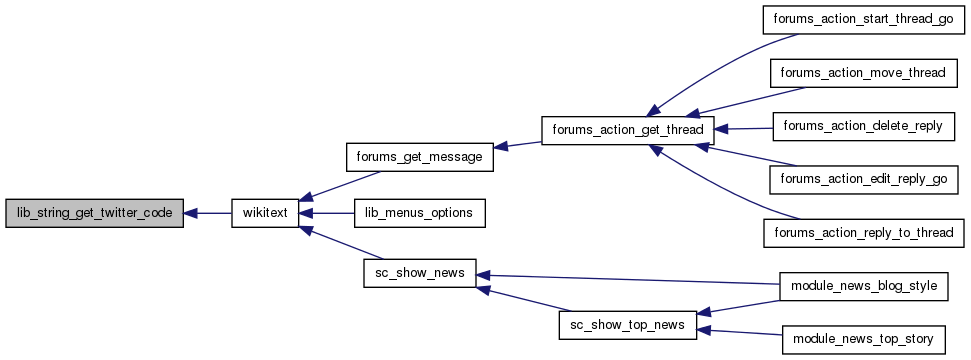 forums_action_start_thread_go
forums_action_move_thread
forums_action_get_thread
forums_action_delete_reply
forums_get_message
forums_action_edit_reply_go
lib_string_get_twitter_code
wikitext
lib_menus_options
forums_action_reply_to_thread
sc_show_news
module_news_blog_style
sc_show_top_news
module_news_top_story